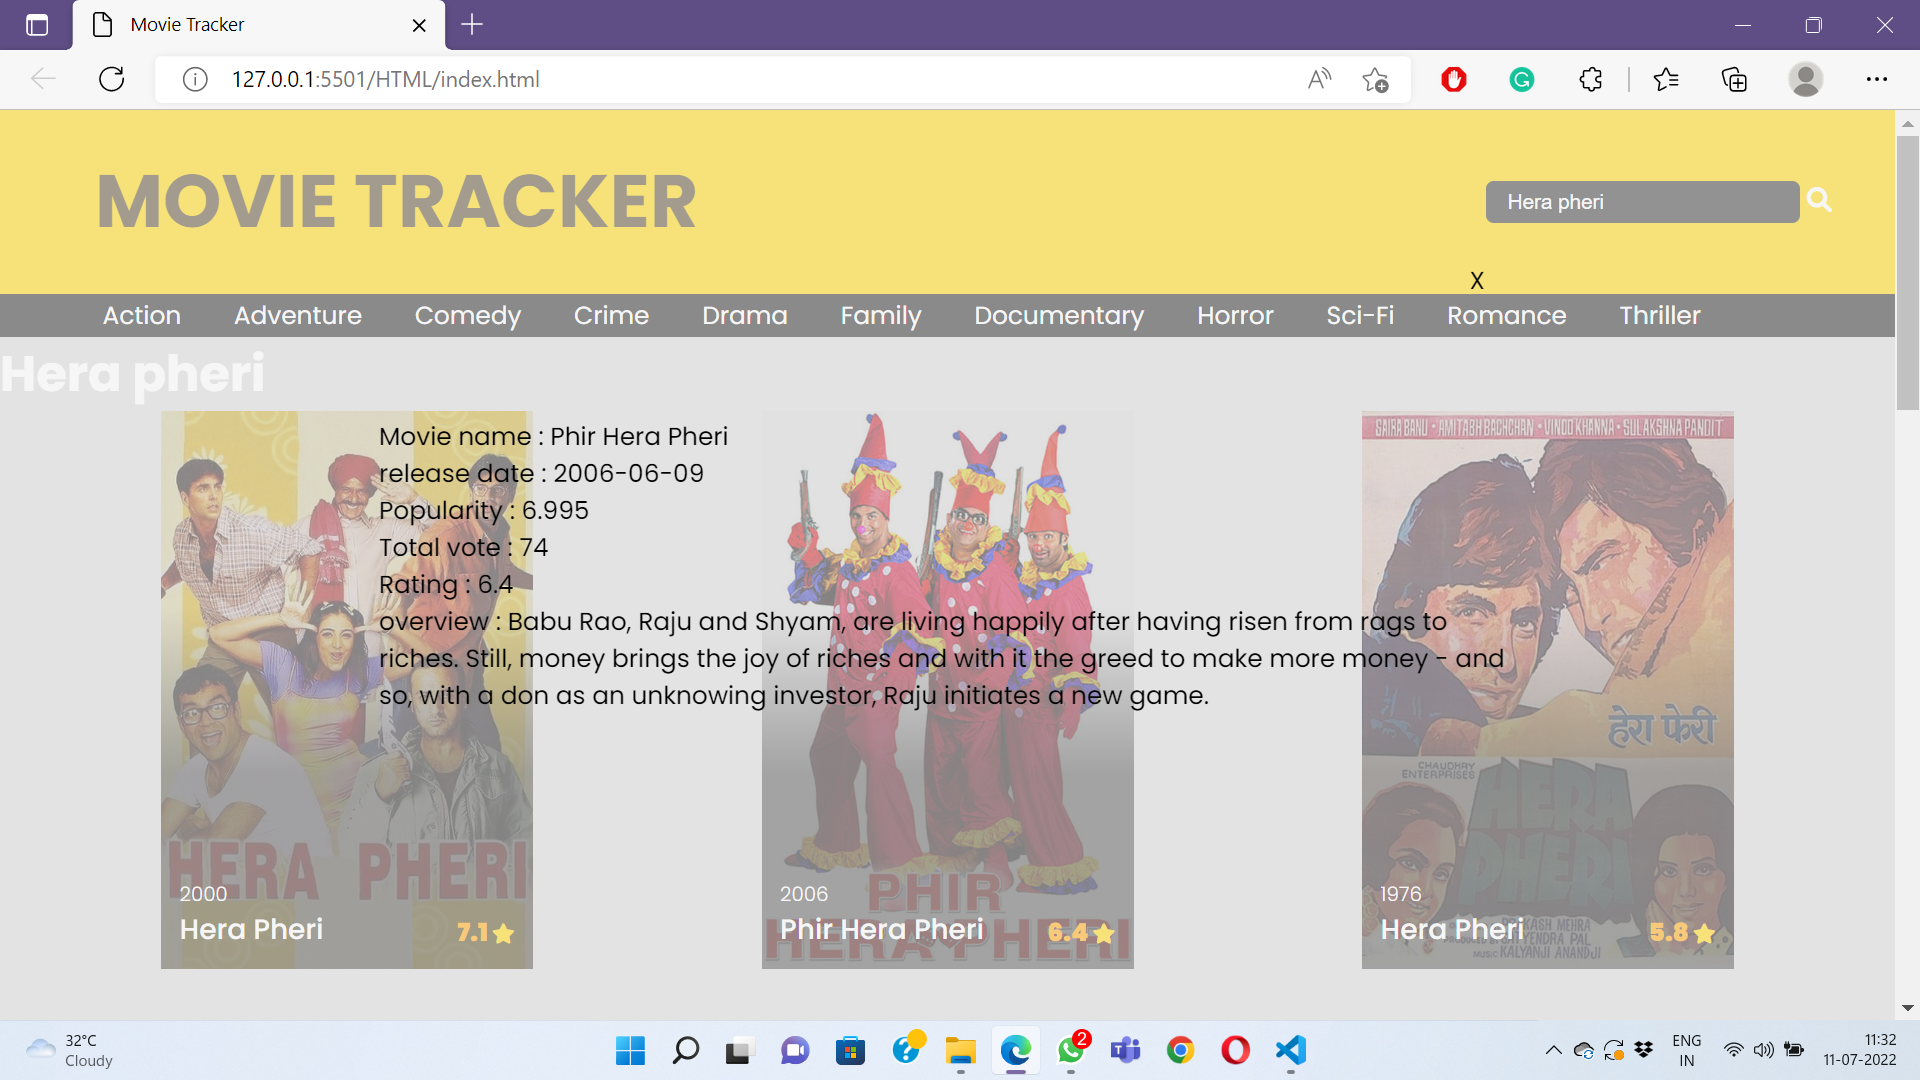 Movie Tracker
127.0.0.1:5501/HTML/index.html
MOVIE TRACKER
Hera pheri
X
Action Adventure Comedy Crime Drama Family Documentary Horror Sci-Fi Romance Thriller
Hera pheri
Movie name : Phir Hera Pheri
release date : 2006-06-09
Popularity : 6.995
Total vote : 74
Rating : 6.4
overview : Babu Rao, Raju and Shyam, are living happily after having risen from rags to
riches. Still, money brings the joy of riches and with it the greed to make more money - and
so, with a don as an unknowing investor, Raju initiates a new game.
HERA PHERI
2000
Hera Pheri 7.1
PHIR
HERA PHERI
2006
Phir Hera Pheri 6.4
SAIRA BANU • AMITABH BACHCHAN • VINOD KHANNA • SULAKSHNA PANDIT
हेरा फेरी
CHAUDHRY
ENTERPRISES
HERA
PHERI
1976
Hera Pheri 5.8
MUSIC KALYANJI ANANDJI
32°C
Cloudy
2
ENG
IN
11:32
11-07-2022